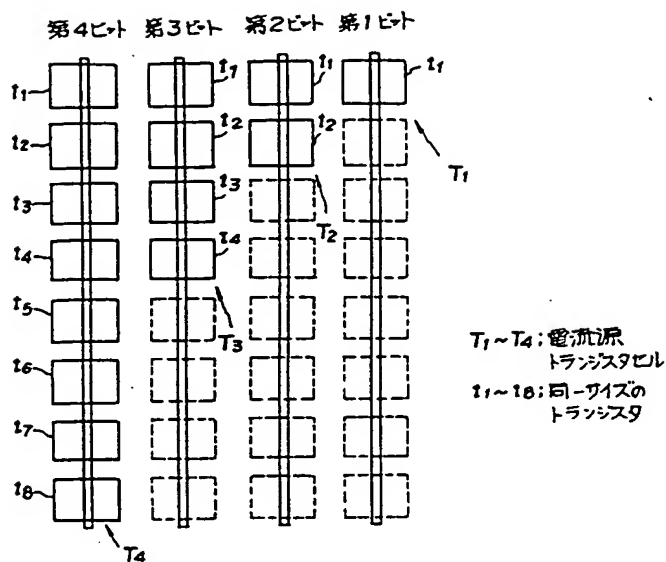 第4ビット 第3ビット 第2ビット 第1ビット
t1 t1 t1 t1
t2 t2 t2
T1
t3 t3
T2
t4 t4
t5
T3
T1~T4;電流源
トランジスタセル
t6
t1~t8;同一サイズの
トランジスタ
t7
t8
T4